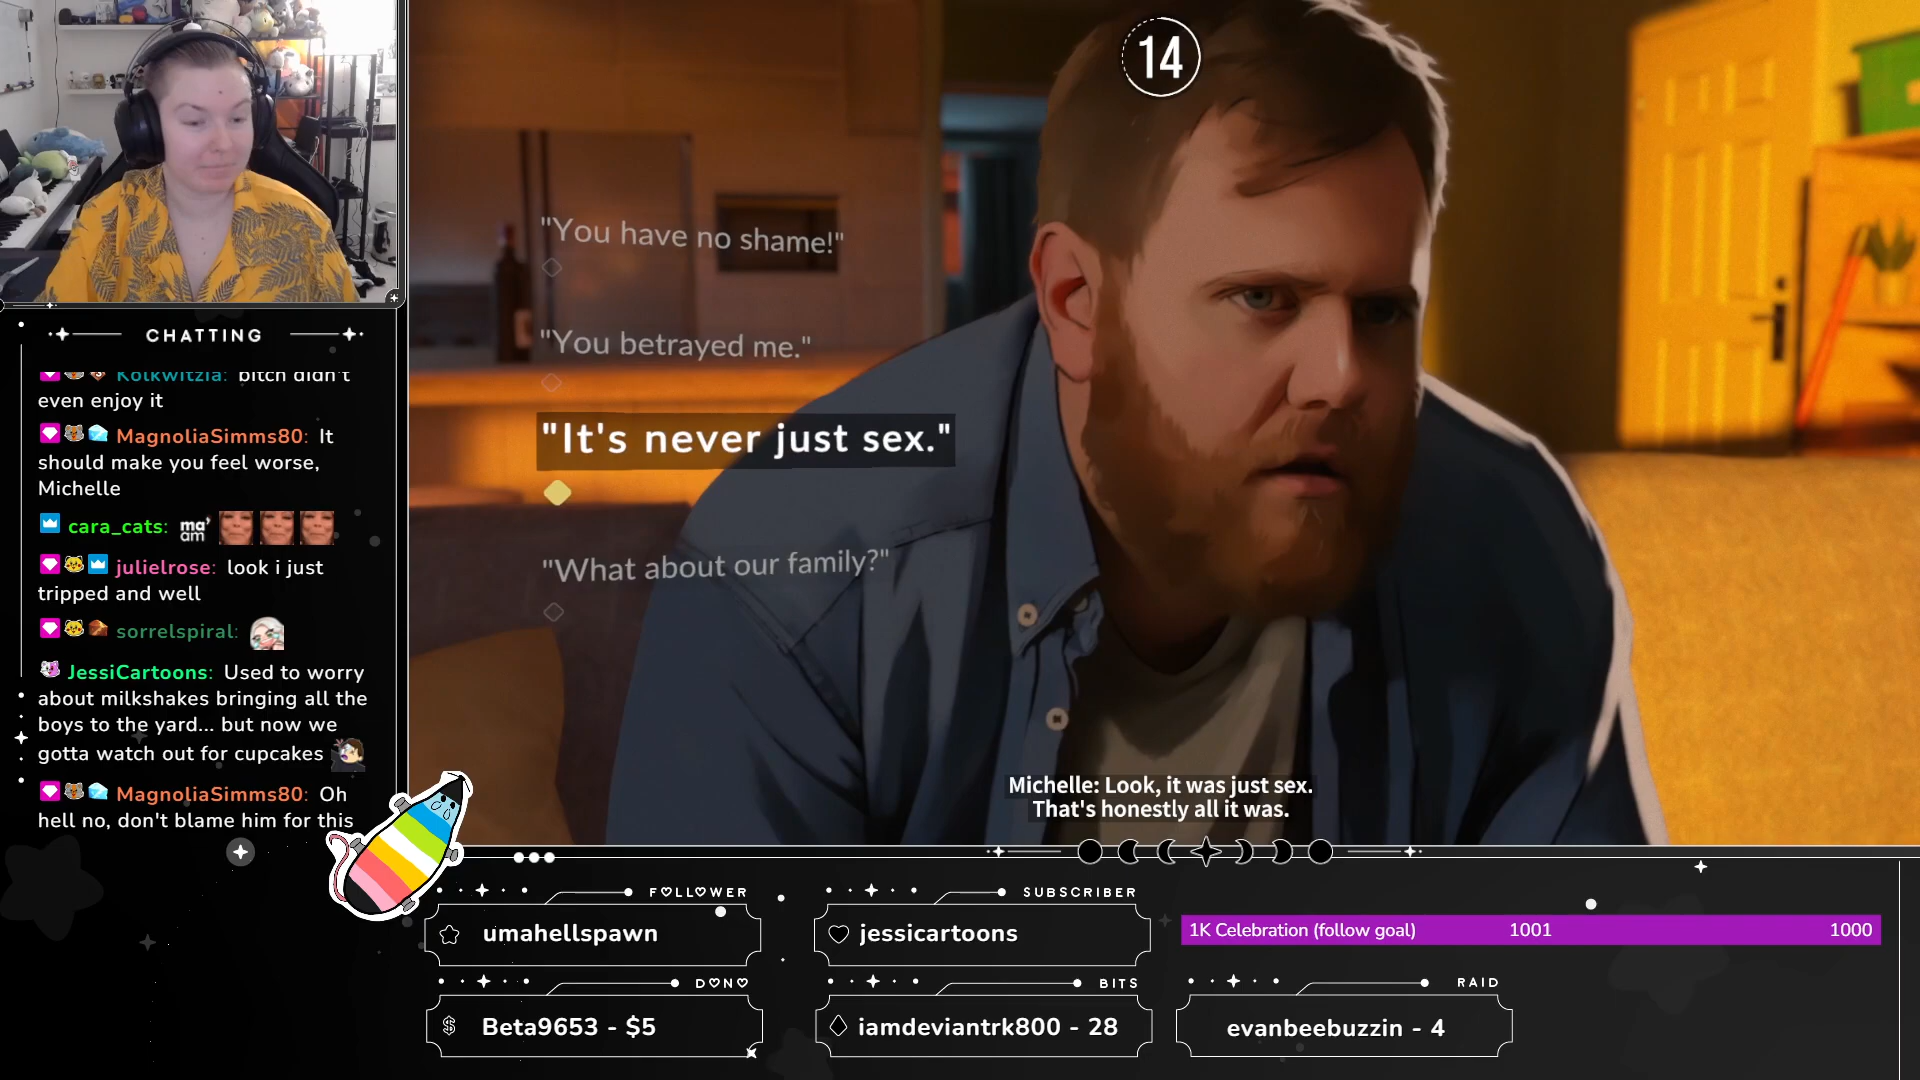 14
"You have no shame!"
"You betrayed me."
"It's never just sex."
"What about our family?"
Michelle: Look, it was just sex.
That's honestly all it was.
CHATTING
Kolkwitzia: bitch didn't
even enjoy it
MagnoliaSimms80: It
should make you feel worse,
Michelle
cara_cats: ma'am
julielrose: look i just
tripped and well
sorrelspiral:
JessiCartoons: Used to worry
about milkshakes bringing all the
boys to the yard... but now we
gotta watch out for cupcakes
MagnoliaSimms80: Oh
hell no, don't blame him for this
FOLLOWER
umahellspawn
SUBSCRIBER
jessicartoons
1K Celebration (follow goal) 1001 1000
DONO
Beta9653 - $5
BITS
iamdeviantrk800 - 28
RAID
evanbeebuzzin - 4